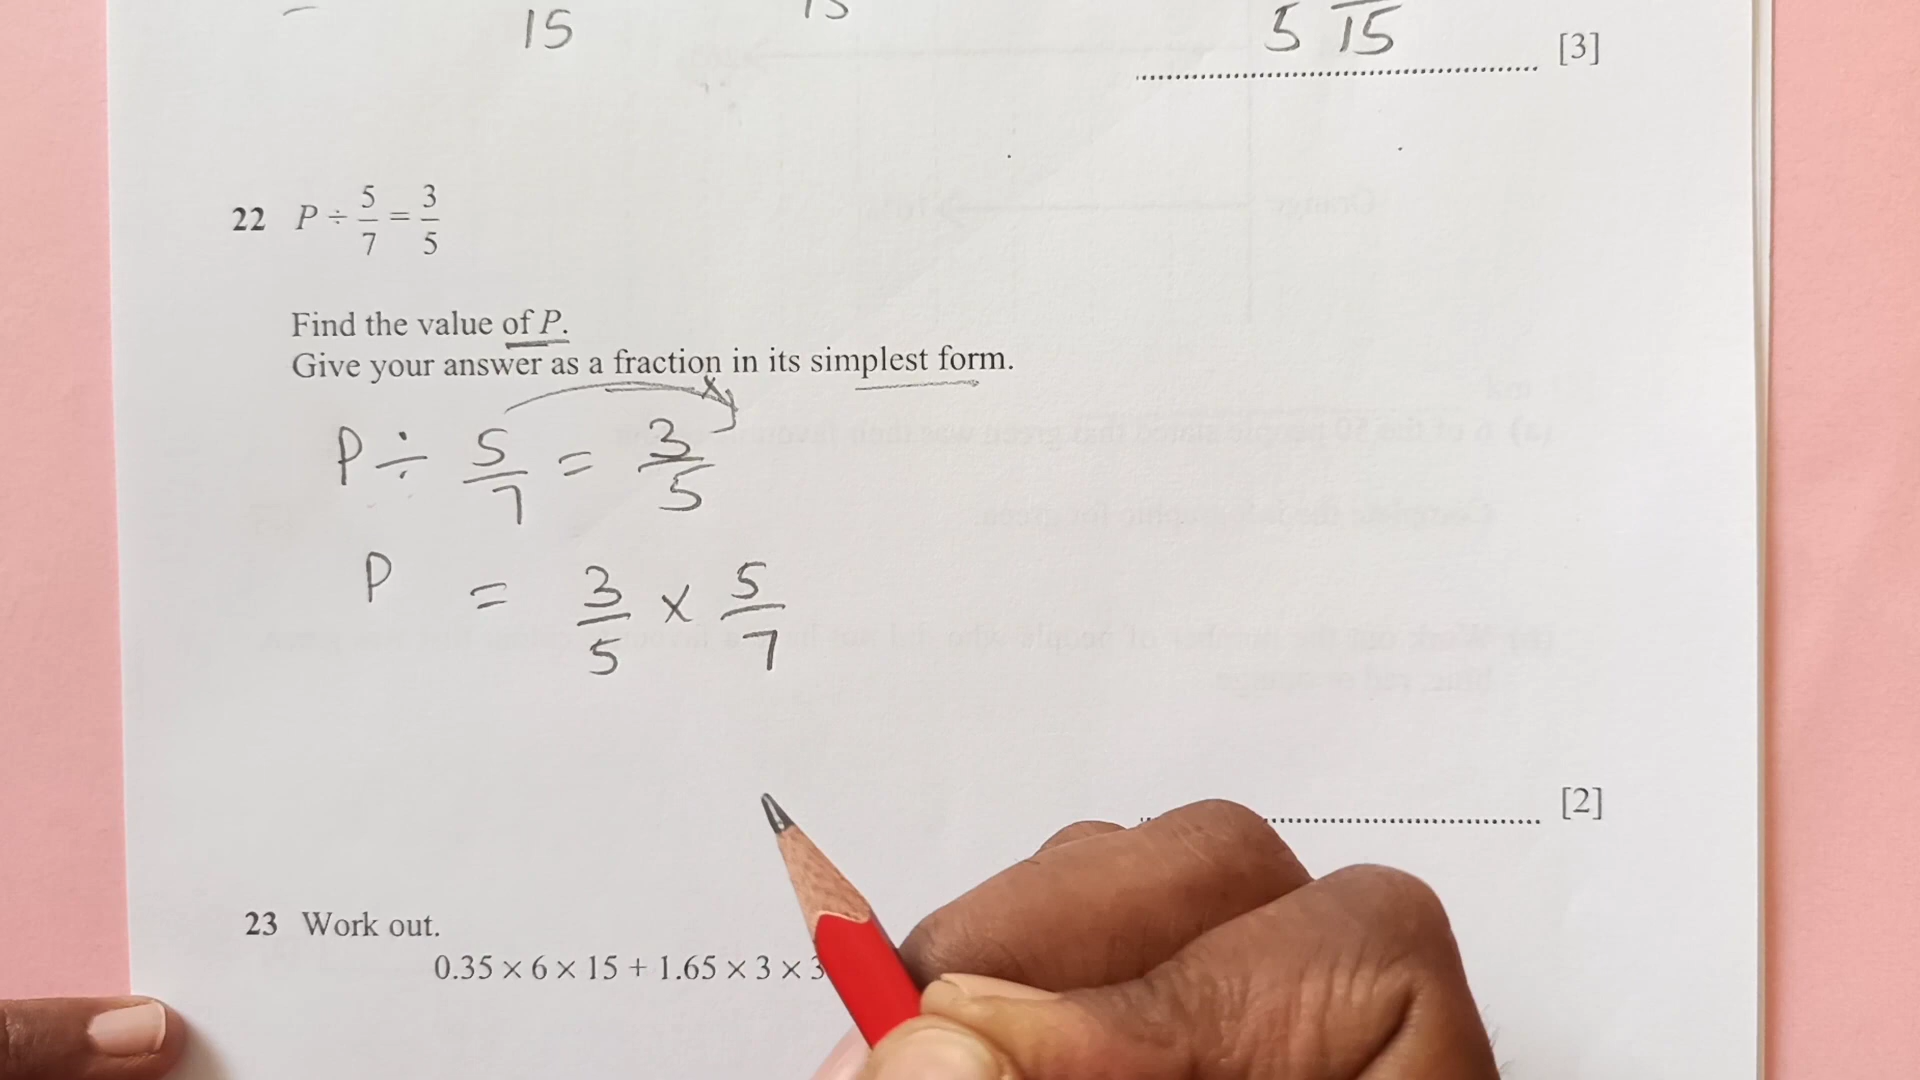 15 15 5 15
[3]
22 P ÷ 5/7 = 3/5
Find the value of P.
Give your answer as a fraction in its simplest form.
×
P ÷ 5/7 = 3/5
P = 3/5 × 5/7
[2]
23 Work out.
0.35 × 6 × 15 + 1.65 × 3 × 3